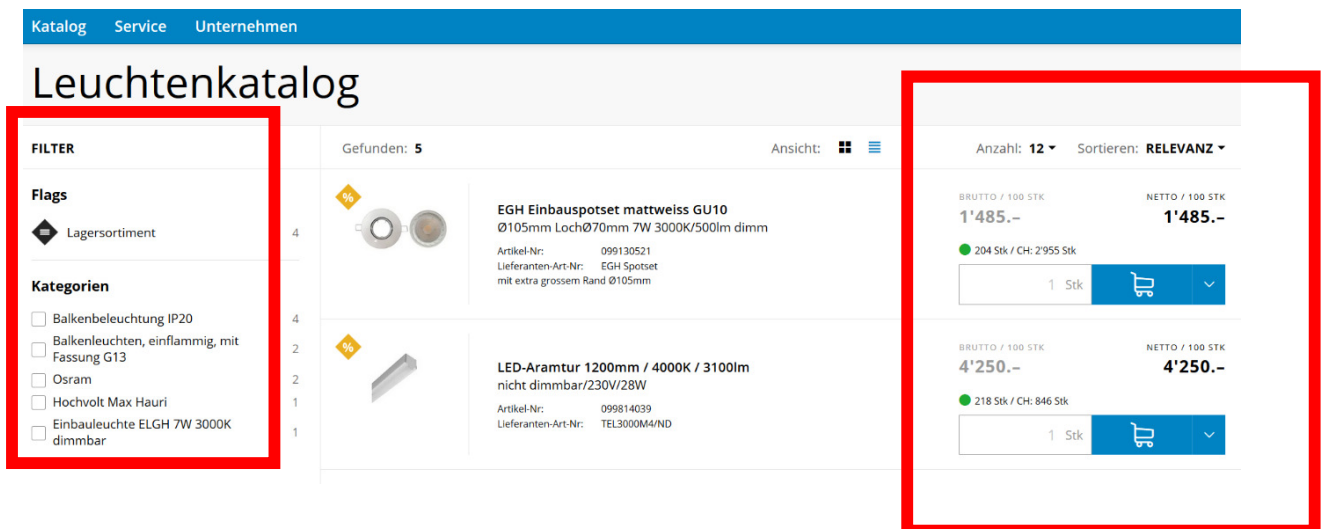 Katalog Service Unternehmen
Leuchtenkatalog
FILTER
Gefunden: 5
Ansicht:
Anzahl: 12
Sortieren: RELEVANZ
Flags
Lagersortiment 4
Kategorien
Balkenbeleuchtung IP20 4
Balkenleuchten, einflammig, mit
Fassung G13 2
Osram 2
Hochvolt Max Hauri 1
Einbauleuchte ELGH 7W 3000K
dimmbar 1
%
EGH Einbauspotset mattweiss GU10
Ø105mm LochØ70mm 7W 3000K/500lm dimm
Artikel-Nr: 099130521
Lieferanten-Art-Nr: EGH Spotset
mit extra grossem Rand Ø105mm
BRUTTO / 100 STK
1'485.–
NETTO / 100 STK
1'485.–
204 Stk / CH: 2'955 Stk
1 Stk
%
LED-Aramtur 1200mm / 4000K / 3100lm
nicht dimmbar/230V/28W
Artikel-Nr: 099814039
Lieferanten-Art-Nr: TEL3000M4/ND
BRUTTO / 100 STK
4'250.–
NETTO / 100 STK
4'250.–
218 Stk / CH: 846 Stk
1 Stk